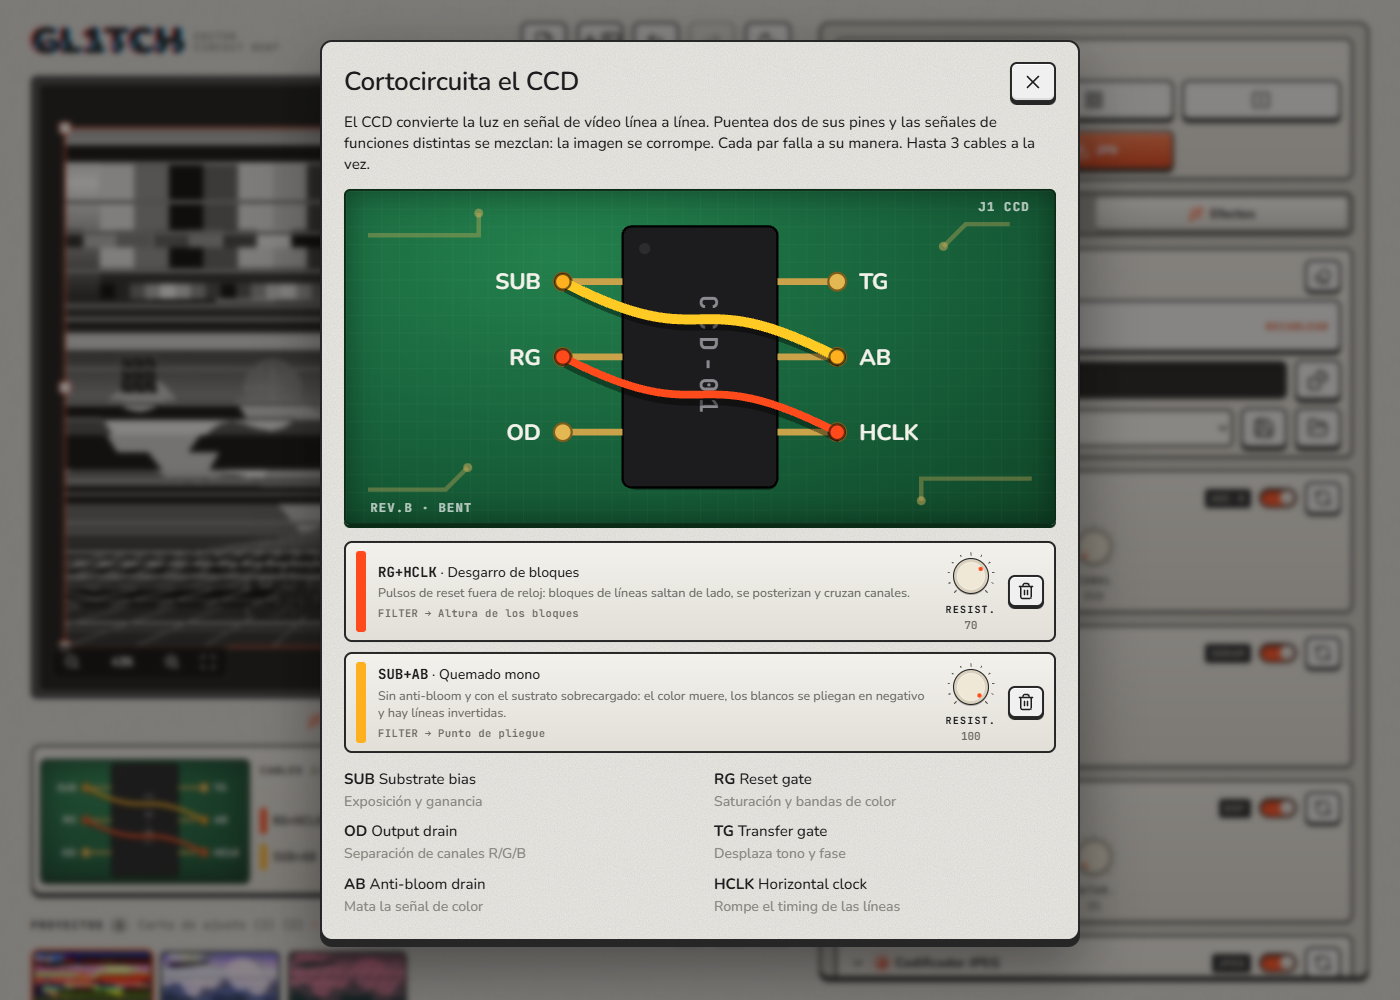 GLITCH
Cortocircuita el CCD
El CCD convierte la luz en señal de vídeo línea a línea. Puentea dos de sus pines y las señales de
funciones distintas se mezclan: la imagen se corrompe. Cada par falla a su manera. Hasta 3 cables a la
vez.
J1 CCD
SUB
TG
RG
AB
OD
HCLK
CCD-01
REV.B · BENT
RG+HCLK · Desgarro de bloques
Pulsos de reset fuera de reloj: bloques de líneas saltan de lado, se posterizan y cruzan canales.
FILTER → Altura de los bloques
RESIST.
70
SUB+AB · Quemado mono
Sin anti-bloom y con el sustrato sobrecargado: el color muere, los blancos se pliegan en negativo
y hay líneas invertidas.
FILTER → Punto de pliegue
RESIST.
100
SUB Substrate bias
Exposición y ganancia
RG Reset gate
Saturación y bandas de color
OD Output drain
Separación de canales R/G/B
TG Transfer gate
Desplaza tono y fase
AB Anti-bloom drain
Mata la señal de color
HCLK Horizontal clock
Rompe el timing de las líneas
Efectos
PROYECTOS
Codificador JPEG